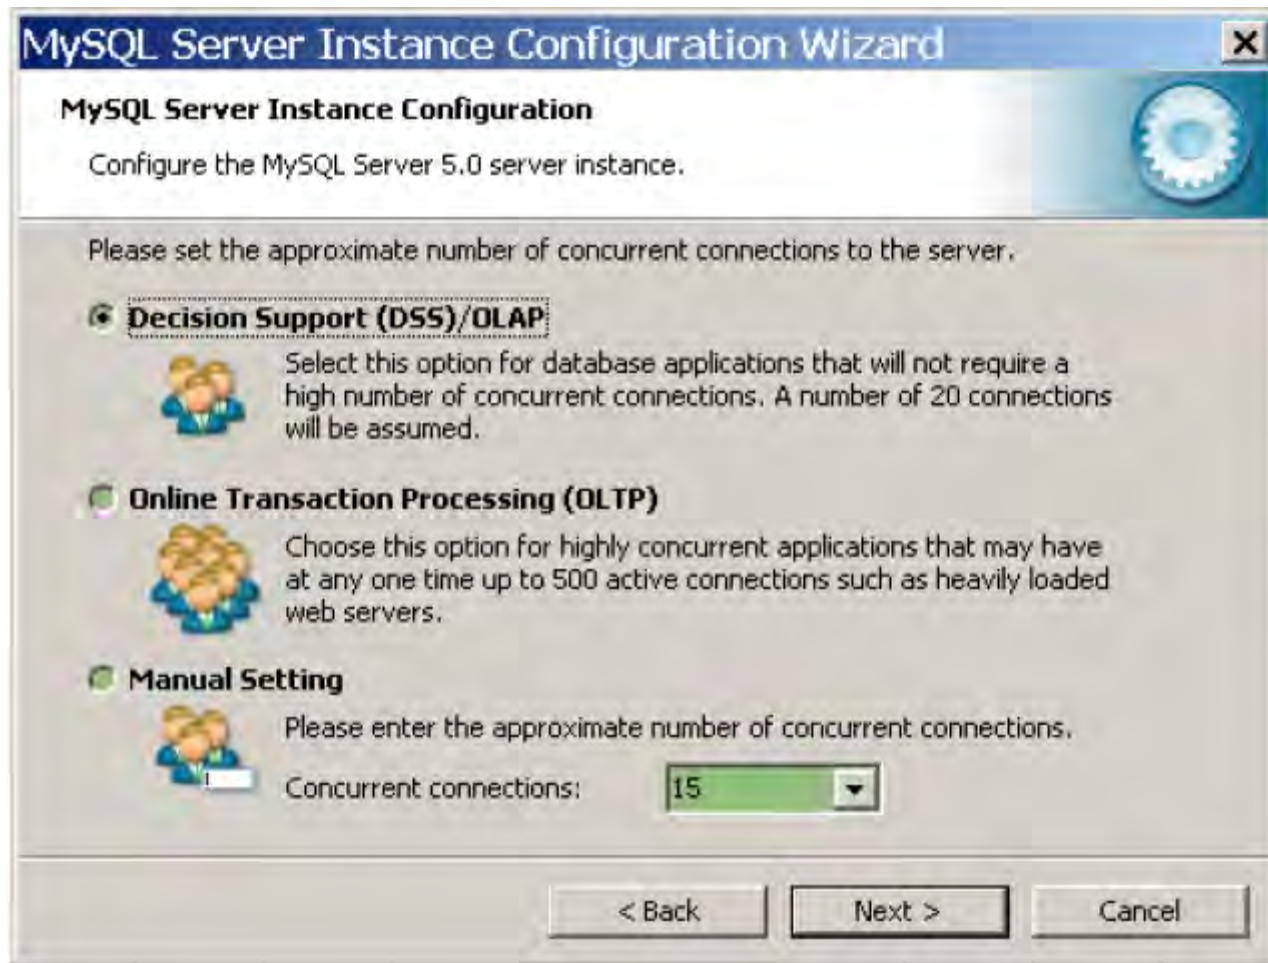 MySQL Server Instance Configuration Wizard
MySQL Server Instance Configuration
Configure the MySQL Server 5.0 server instance.
Please set the approximate number of concurrent connections to the server.
Decision Support (DSS)/OLAP
Select this option for database applications that will not require a
high number of concurrent connections. A number of 20 connections
will be assumed.
Online Transaction Processing (OLTP)
Choose this option for highly concurrent applications that may have
at any one time up to 500 active connections such as heavily loaded
web servers.
Manual Setting
Please enter the approximate number of concurrent connections.
Concurrent connections: 15
< Back Next > Cancel